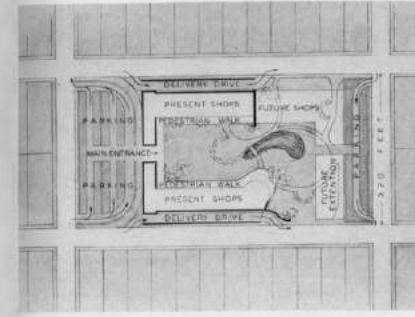 DELIVERY DRIVE
PRESENT SHOPS
FUTURE SHOPS
PARKING
PEDESTRIAN WALK
MAIN ENTRANCE
PARKING
320 FEET
PARKING
PEDESTRIAN WALK
FUTURE
EXTENTION
PRESENT SHOPS
DELIVERY DRIVE